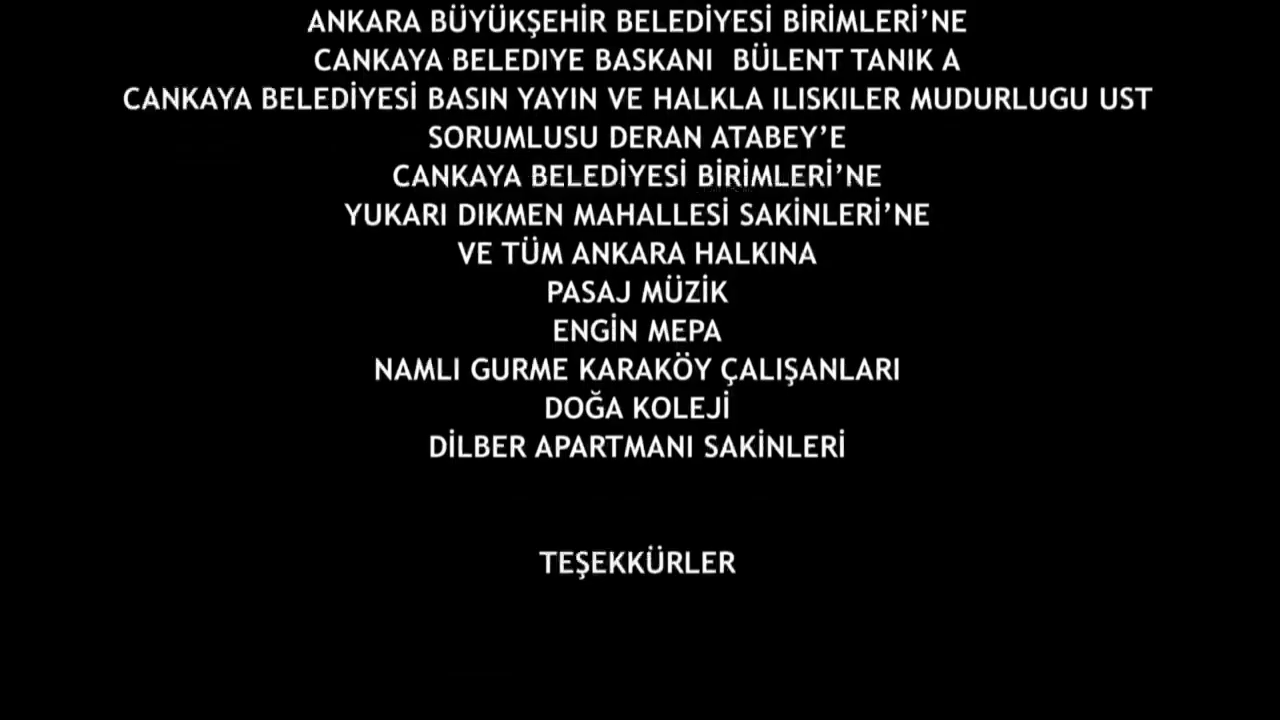 ANKARA BÜYÜKŞEHİR BELEDİYESİ BİRİMLERİ’NE
CANKAYA BELEDIYE BASKANI  BÜLENT TANIK A
CANKAYA BELEDİYESİ BASIN YAYIN VE HALKLA ILISKILER MUDURLUGU UST
SORUMLUSU DERAN ATABEY’E
CANKAYA BELEDİYESİ BİRİMLERİ’NE
YUKARI DIKMEN MAHALLESİ SAKİNLERİ’NE
VE TÜM ANKARA HALKINA
PASAJ MÜZİK
ENGİN MEPA
NAMLI GURME KARAKÖY ÇALIŞANLARI
DOĞA KOLEJİ
DİLBER APARTMANI SAKİNLERİ
TEŞEKKÜRLER